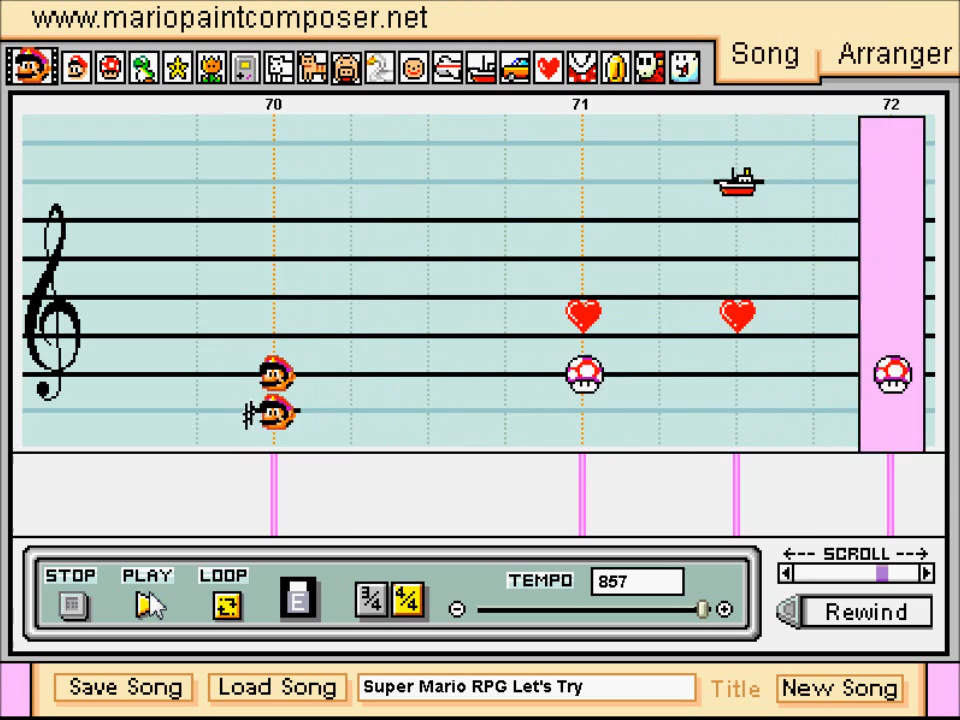 www.mariopaintcomposer.net
Song
Arranger
70
71
72
STOP
PLAY
LOOP
E
3/4
4/4
TEMPO
857
<--- SCROLL --->
Rewind
Save Song
Load Song
Super Mario RPG Let's Try
Title
New Song